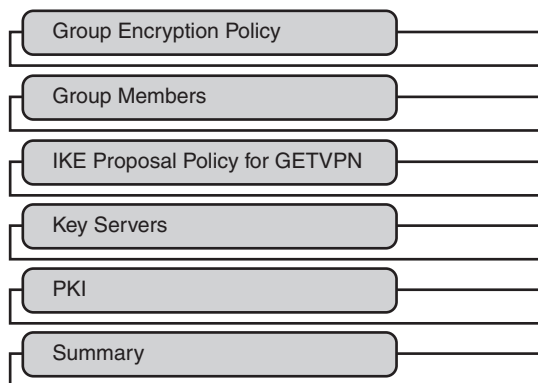 Group Encryption Policy
Group Members
IKE Proposal Policy for GETVPN
Key Servers
PKI
Summary